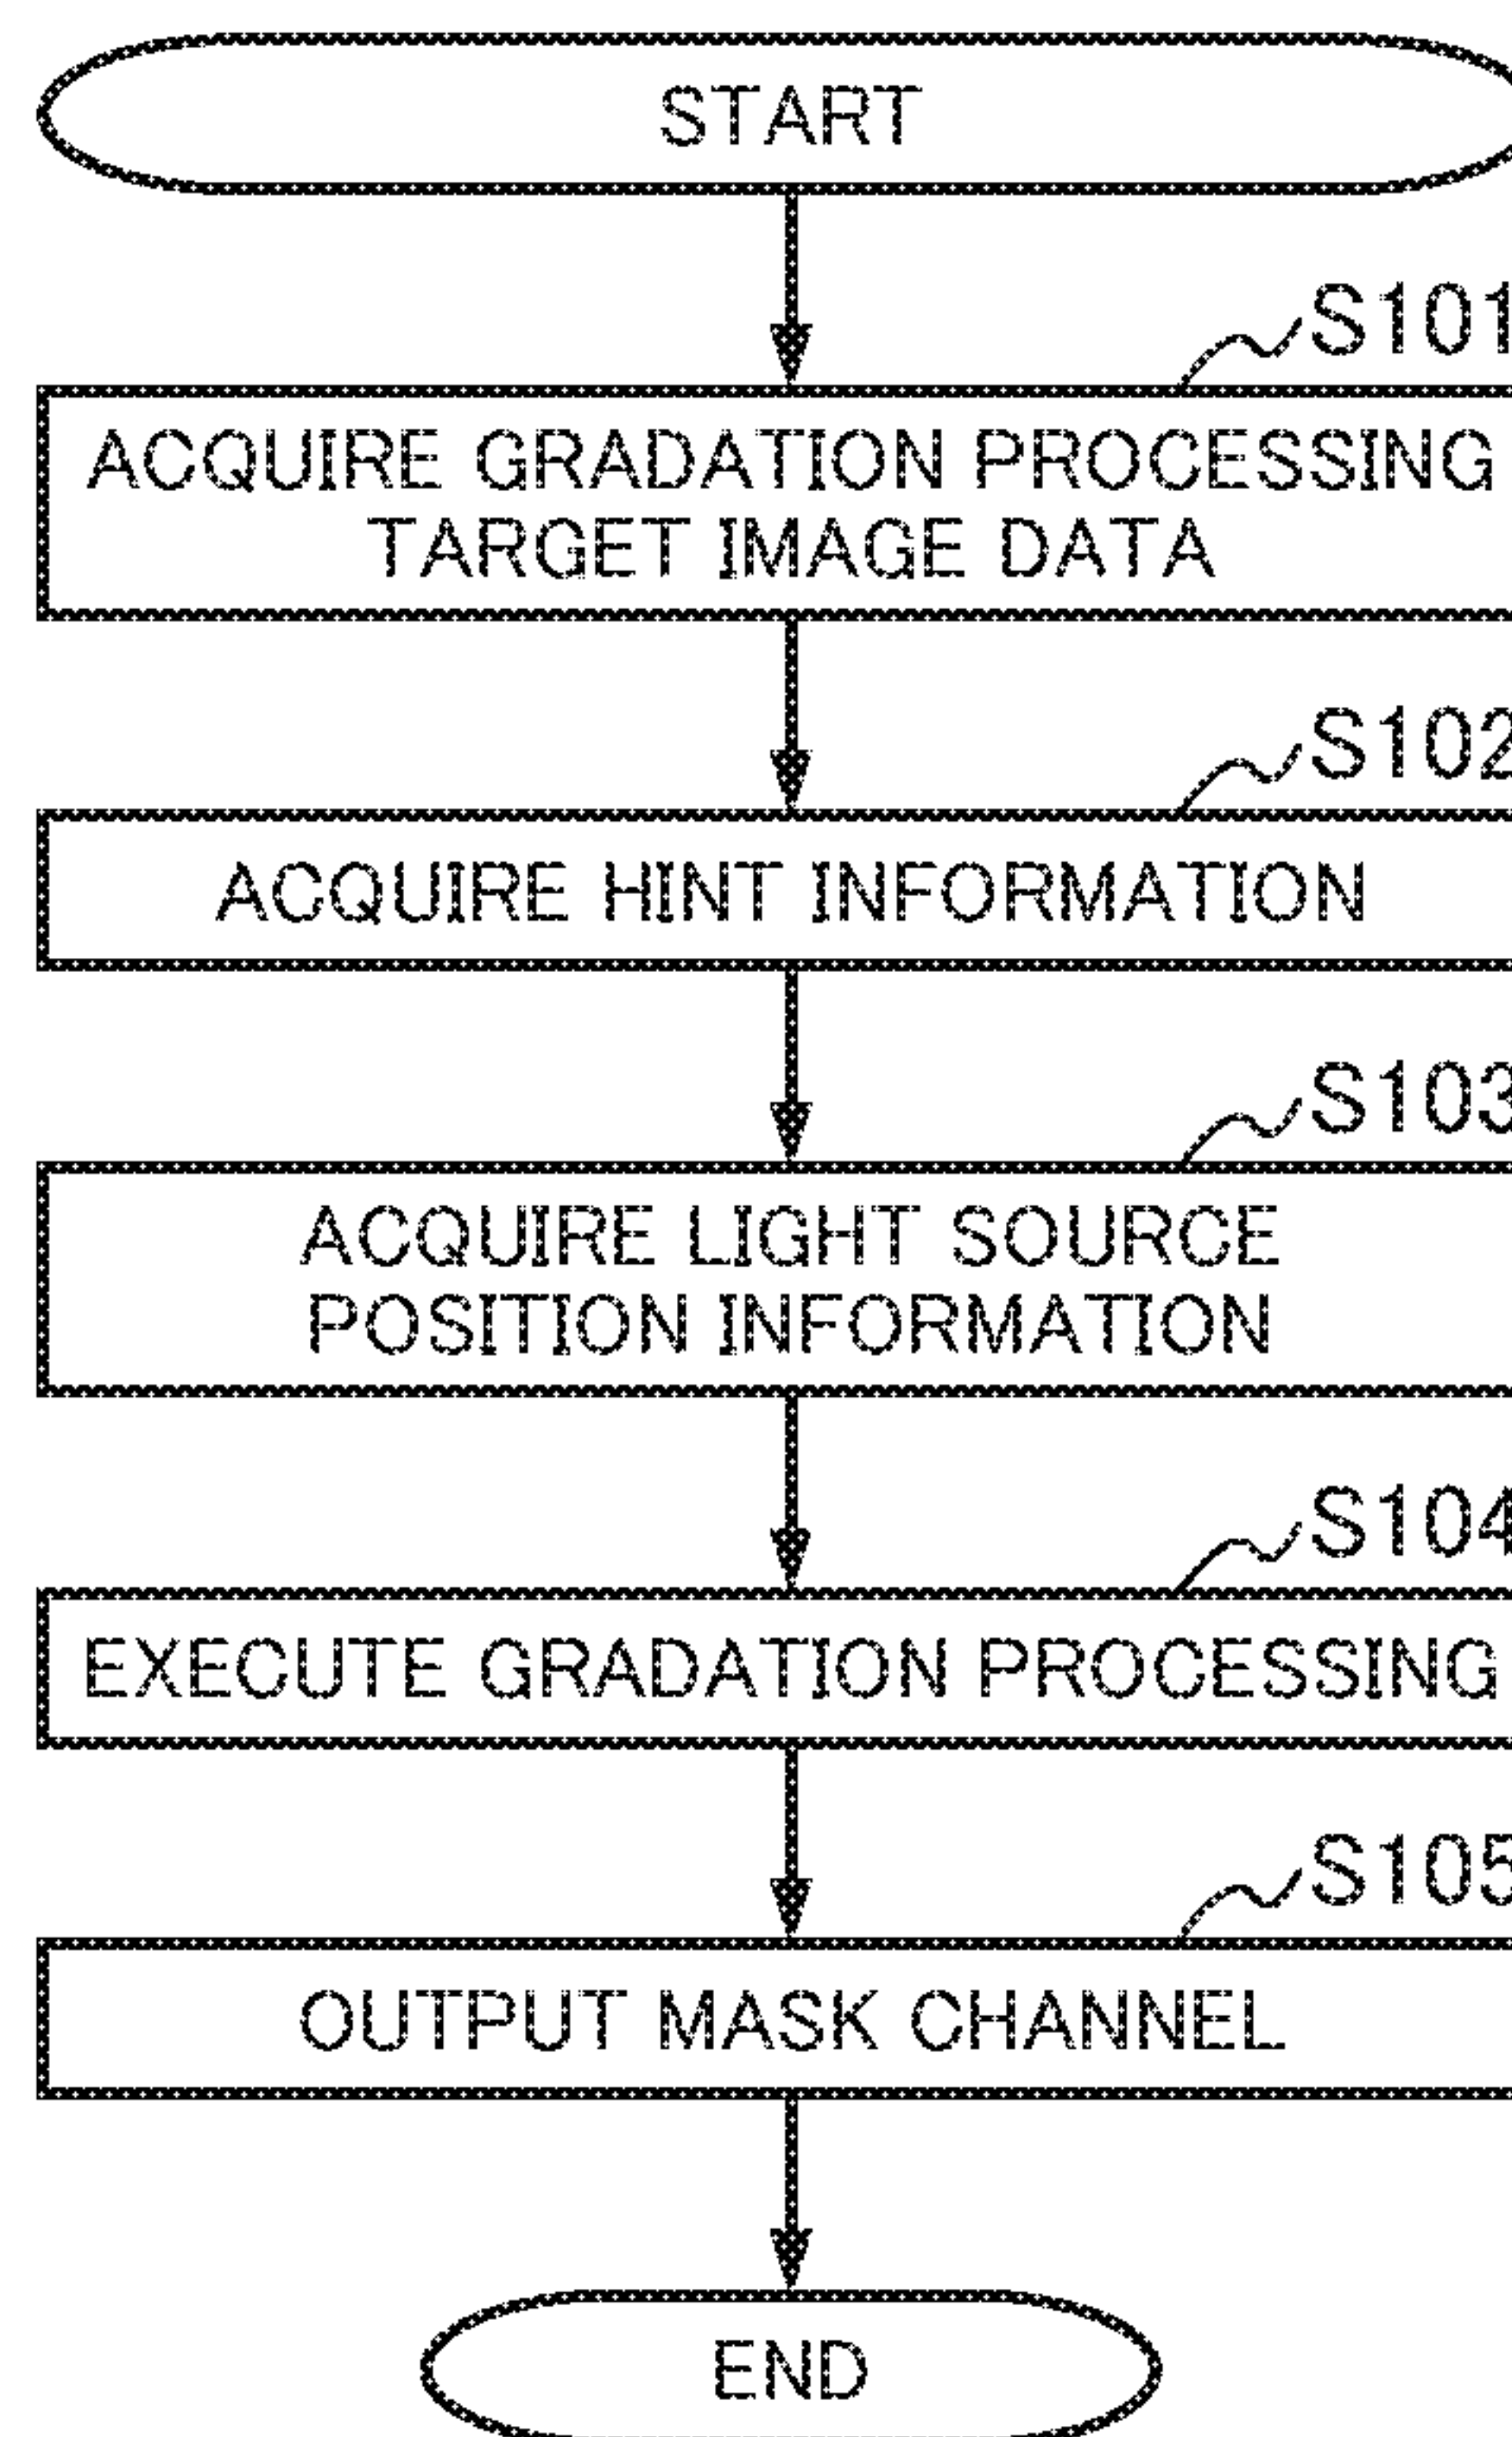 START
S101
ACQUIRE GRADATION PROCESSING
TARGET IMAGE DATA
S102
ACQUIRE HINT INFORMATION
S103
ACQUIRE LIGHT SOURCE
POSITION INFORMATION
S104
EXECUTE GRADATION PROCESSING
S105
OUTPUT MASK CHANNEL
END